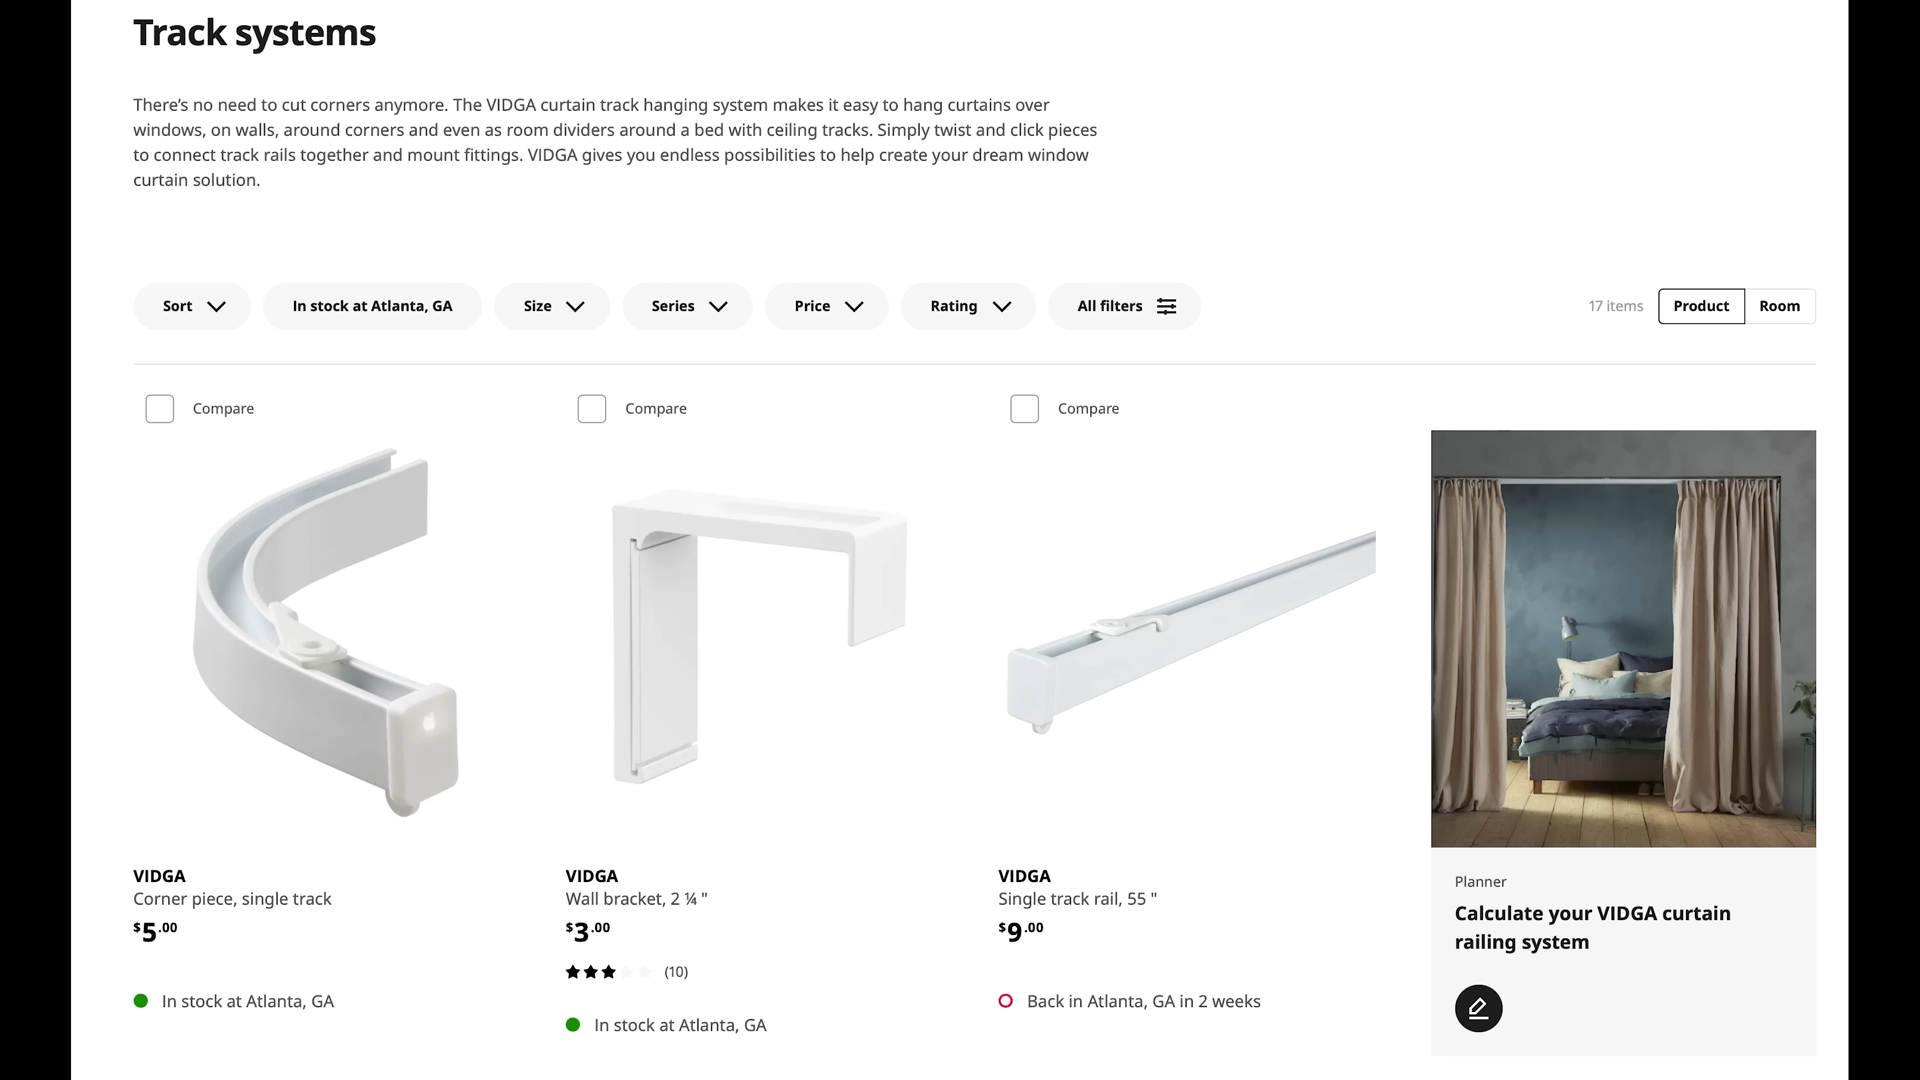 Track systems
There’s no need to cut corners anymore. The VIDGA curtain track hanging system makes it easy to hang curtains over
windows, on walls, around corners and even as room dividers around a bed with ceiling tracks. Simply twist and click pieces
to connect track rails together and mount fittings. VIDGA gives you endless possibilities to help create your dream window
curtain solution.
Sort
In stock at Atlanta, GA
Size
Series
Price
Rating
All filters
17 items
Product
Room
Compare
Compare
Compare
VIDGA
Corner piece, single track
$5.00
In stock at Atlanta, GA
VIDGA
Wall bracket, 2 ¼ "
$3.00
(10)
In stock at Atlanta, GA
VIDGA
Single track rail, 55 "
$9.00
Back in Atlanta, GA in 2 weeks
Planner
Calculate your VIDGA curtain
railing system